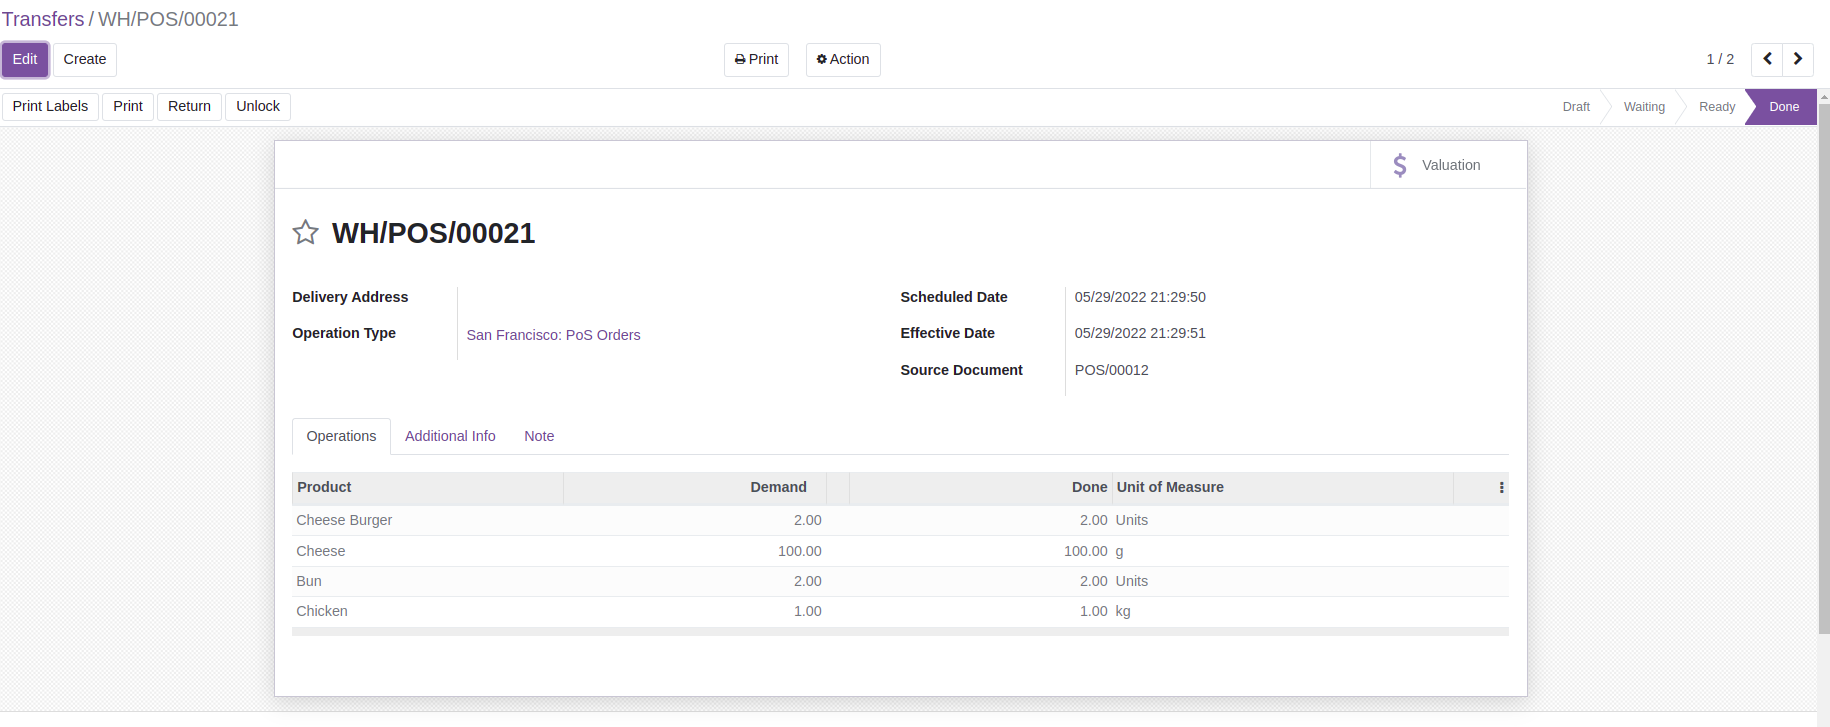 Transfers / WH/POS/00021
Edit Create Print Action 1 / 2
Print Labels Print Return Unlock Draft Waiting Ready Done
$ Valuation
WH/POS/00021
Delivery Address Scheduled Date 05/29/2022 21:29:50
Operation Type San Francisco: PoS Orders Effective Date 05/29/2022 21:29:51
Source Document POS/00012
Operations Additional Info Note
Product Demand Done Unit of Measure
Cheese Burger 2.00 2.00 Units
Cheese 100.00 100.00 g
Bun 2.00 2.00 Units
Chicken 1.00 1.00 kg